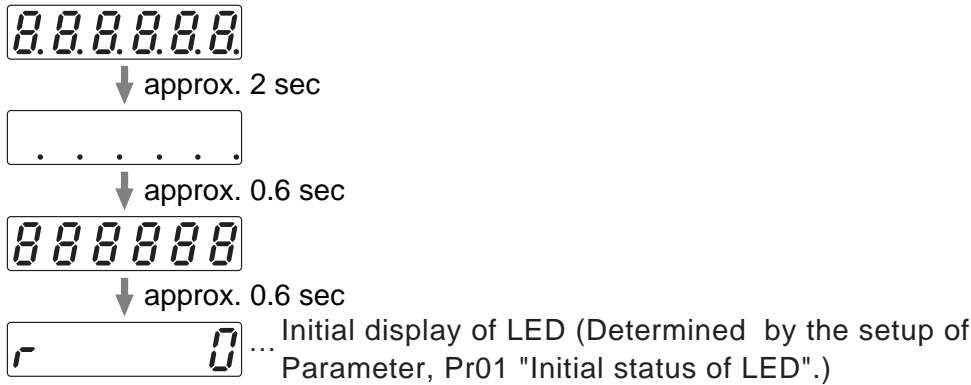 8.8.8.8.8.8.
approx. 2 sec
. . . . . .
approx. 0.6 sec
888888
approx. 0.6 sec
r 0 ... Initial display of LED (Determined by the setup of
Parameter, Pr01 "Initial status of LED".)